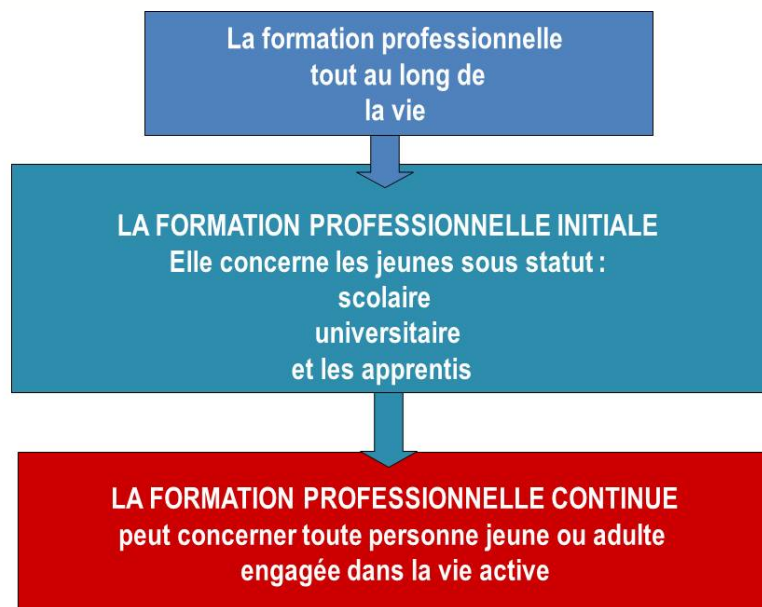 La formation professionnelle
tout au long de
la vie
LA FORMATION PROFESSIONNELLE INITIALE
Elle concerne les jeunes sous statut :
scolaire
universitaire
et les apprentis
LA FORMATION PROFESSIONNELLE CONTINUE
peut concerner toute personne jeune ou adulte
engagée dans la vie active